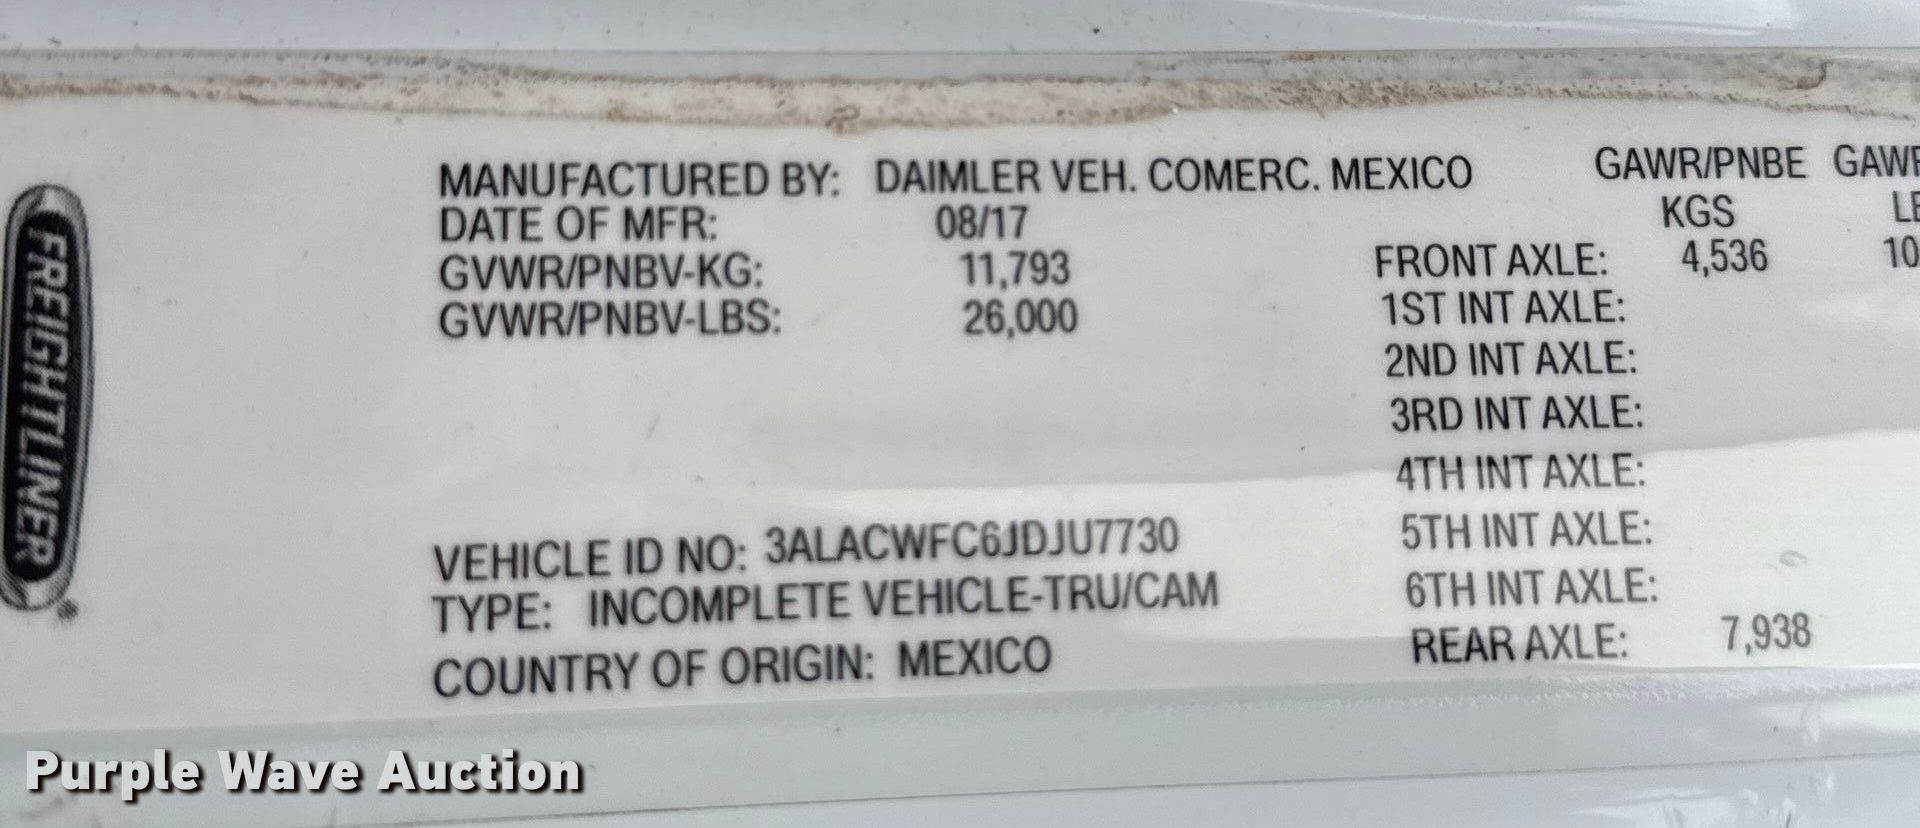 FREIGHTLINER
MANUFACTURED BY: DAIMLER VEH. COMERC. MEXICO
DATE OF MFR: 08/17
GVWR/PNBV-KG: 11,793
GVWR/PNBV-LBS: 26,000
VEHICLE ID NO: 3ALACWFC6JDJU7730
TYPE: INCOMPLETE VEHICLE-TRU/CAM
COUNTRY OF ORIGIN: MEXICO
GAWR/PNBE GAWR
KGS
FRONT AXLE: 4,536 10
1ST INT AXLE:
2ND INT AXLE:
3RD INT AXLE:
4TH INT AXLE:
5TH INT AXLE:
6TH INT AXLE:
REAR AXLE: 7,938
Purple Wave Auction